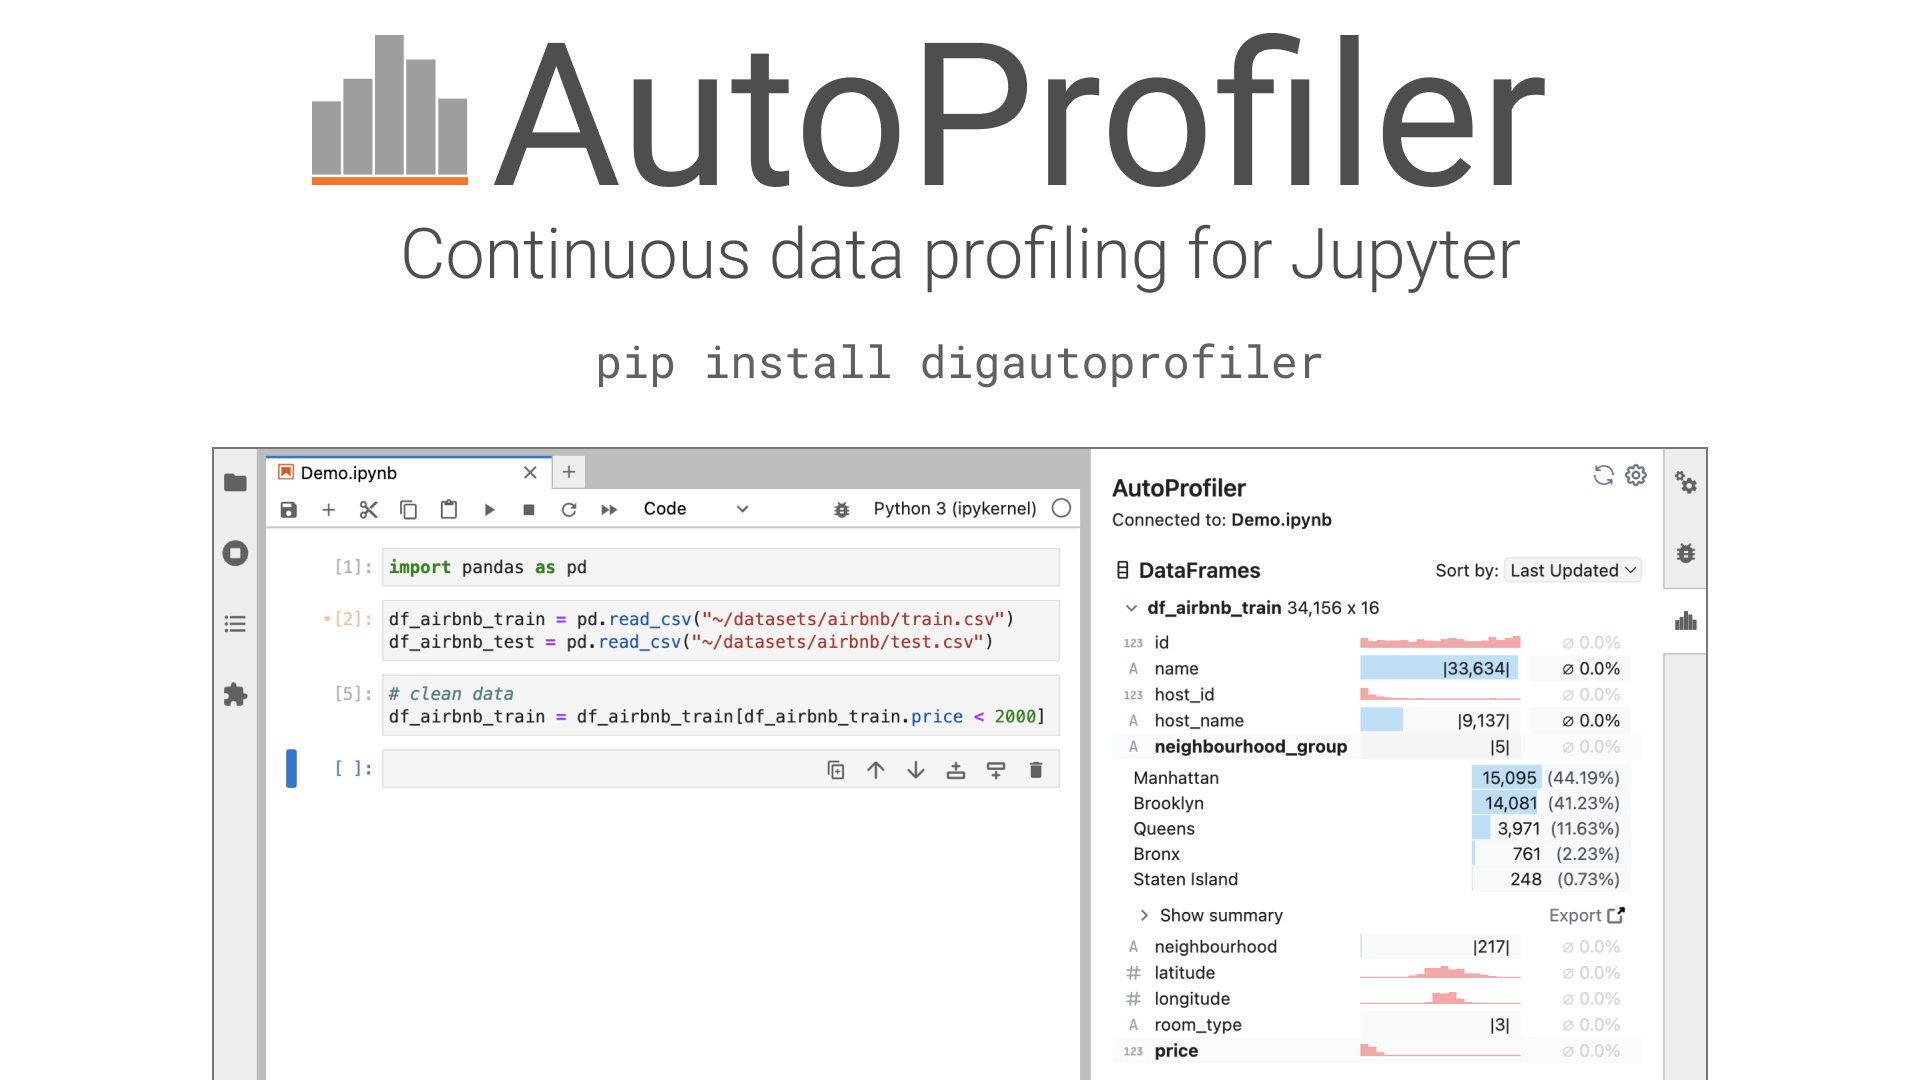 AutoProfiler
Continuous data profiling for Jupyter
pip install digautoprofiler
Demo.ipynb
Code
Python 3 (ipykernel)
[1]: import pandas as pd
[2]: df_airbnb_train = pd.read_csv("~/datasets/airbnb/train.csv")
df_airbnb_test = pd.read_csv("~/datasets/airbnb/test.csv")
[5]: # clean data
df_airbnb_train = df_airbnb_train[df_airbnb_train.price < 2000]
[ ]:
AutoProfiler
Connected to: Demo.ipynb
DataFrames Sort by: Last Updated
df_airbnb_train 34,156 x 16
123 id ∅ 0.0%
A name |33,634| ∅ 0.0%
123 host_id ∅ 0.0%
A host_name |9,137| ∅ 0.0%
A neighbourhood_group |5| ∅ 0.0%
Manhattan 15,095 (44.19%)
Brooklyn 14,081 (41.23%)
Queens 3,971 (11.63%)
Bronx 761 (2.23%)
Staten Island 248 (0.73%)
Show summary Export
A neighbourhood |217| ∅ 0.0%
# latitude ∅ 0.0%
# longitude ∅ 0.0%
A room_type |3| ∅ 0.0%
123 price ∅ 0.0%